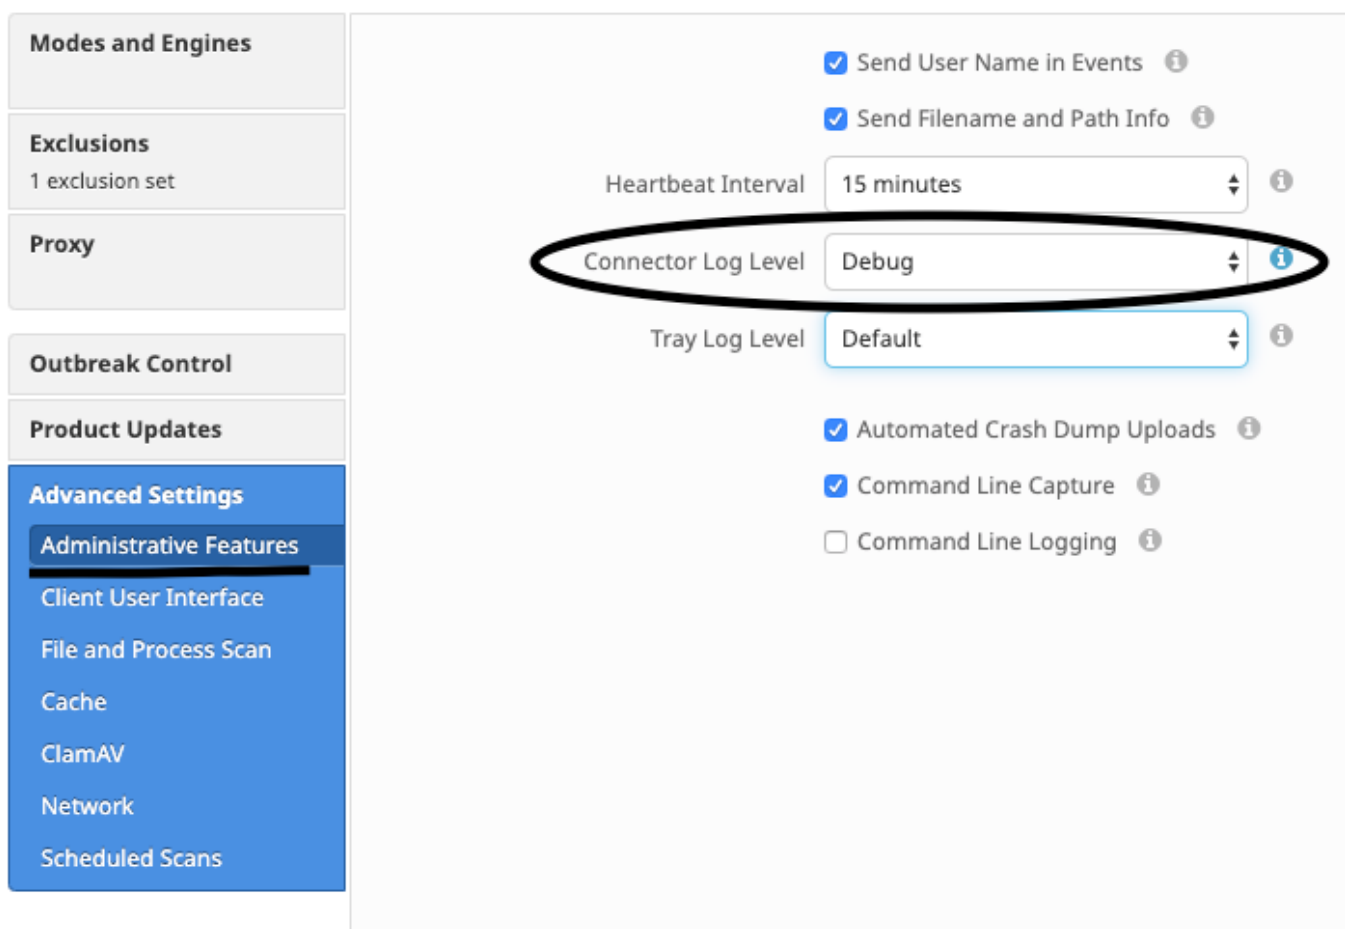 Modes and Engines
Exclusions
1 exclusion set
Proxy
Outbreak Control
Product Updates
Advanced Settings
Administrative Features
Client User Interface
File and Process Scan
Cache
ClamAV
Network
Scheduled Scans
Send User Name in Events
Send Filename and Path Info
Heartbeat Interval 15 minutes
Connector Log Level Debug
Tray Log Level Default
Automated Crash Dump Uploads
Command Line Capture
Command Line Logging